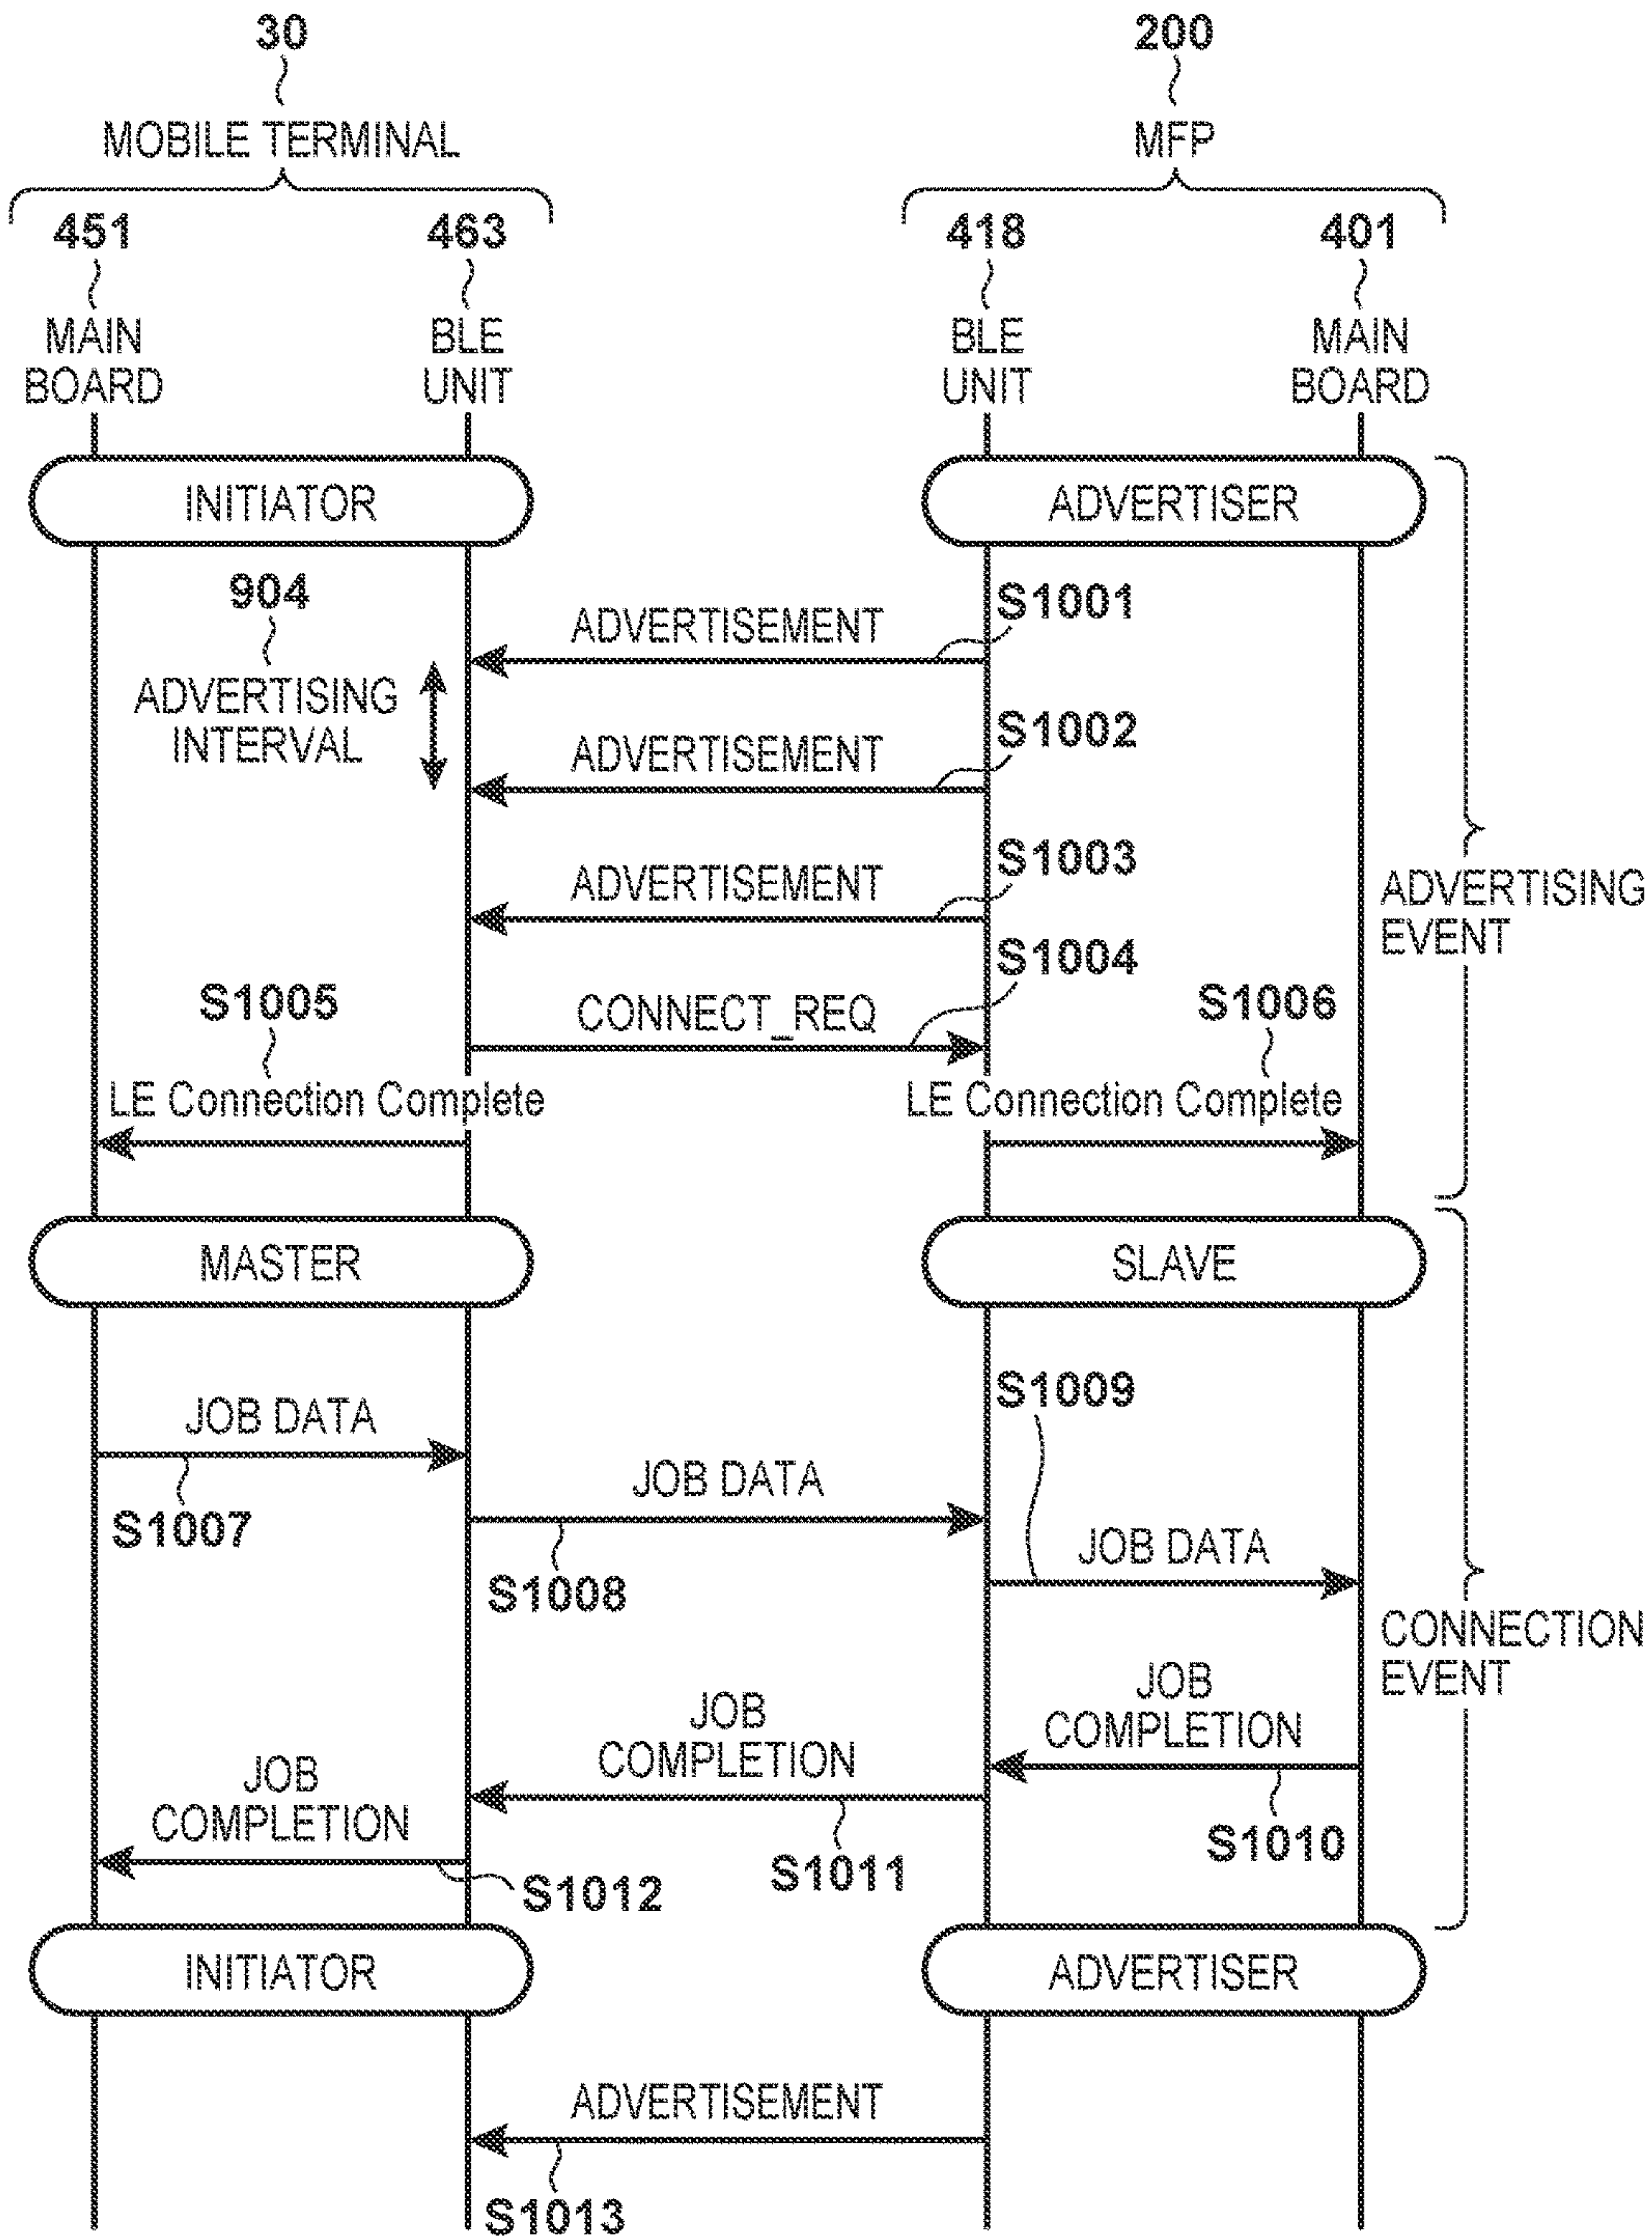 30
200
MOBILE TERMINAL
MFP
451
463
418
401
MAIN
BOARD
BLE
UNIT
BLE
UNIT
MAIN
BOARD
INITIATOR
ADVERTISER
904
ADVERTISING
INTERVAL
ADVERTISEMENT
S1001
ADVERTISEMENT
S1002
ADVERTISEMENT
S1003
ADVERTISING
EVENT
CONNECT_REQ
S1004
S1005
LE Connection Complete
S1006
LE Connection Complete
MASTER
SLAVE
JOB DATA
S1007
JOB DATA
S1008
S1009
JOB DATA
CONNECTION
EVENT
JOB
COMPLETION
S1010
JOB
COMPLETION
S1011
JOB
COMPLETION
S1012
INITIATOR
ADVERTISER
ADVERTISEMENT
S1013